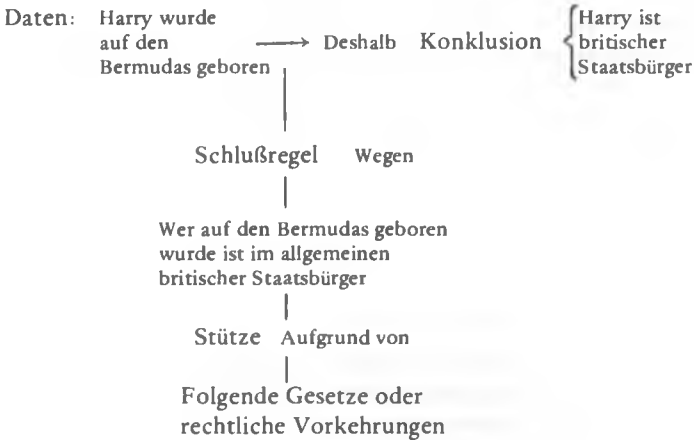 Daten: Harry wurde
auf den
Bermudas geboren
Deshalb Konklusion
Harry ist
britischer
Staatsbürger
Schlußregel Wegen
Wer auf den Bermudas geboren
wurde ist im allgemeinen
britischer Staatsbürger
Stütze Aufgrund von
Folgende Gesetze oder
rechtliche Vorkehrungen